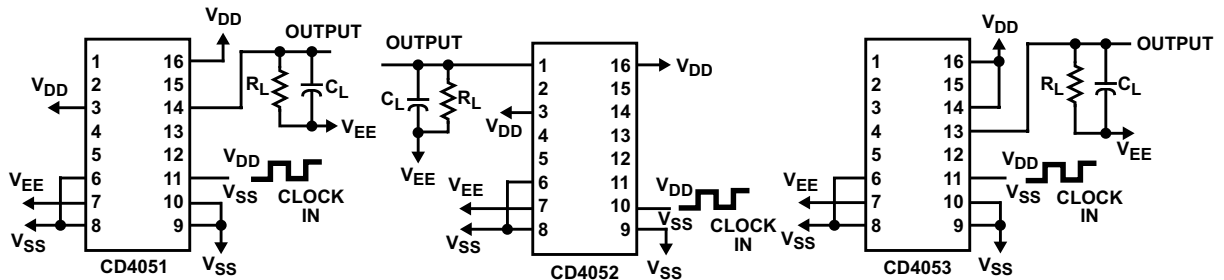 VDD
OUTPUT
1 16
2 15
VDD
3 14
4 13
5 12
6 11
VEE
7 10
8 9
VSS
RL
CL
VEE
VDD
VSS
CLOCK
IN
VSS
CD4051
OUTPUT
CL
RL
VEE
1 16
VDD
2 15
VDD
3 14
4 13
5 12
6 11
VEE
7 10
8 9
VSS
VDD
VSS
CLOCK
IN
VSS
CD4052
VDD
OUTPUT
1 16
2 15
3 14
4 13
5 12
6 11
VEE
7 10
8 9
VSS
RL
CL
VEE
VDD
VSS
CLOCK
IN
VSS
CD4053